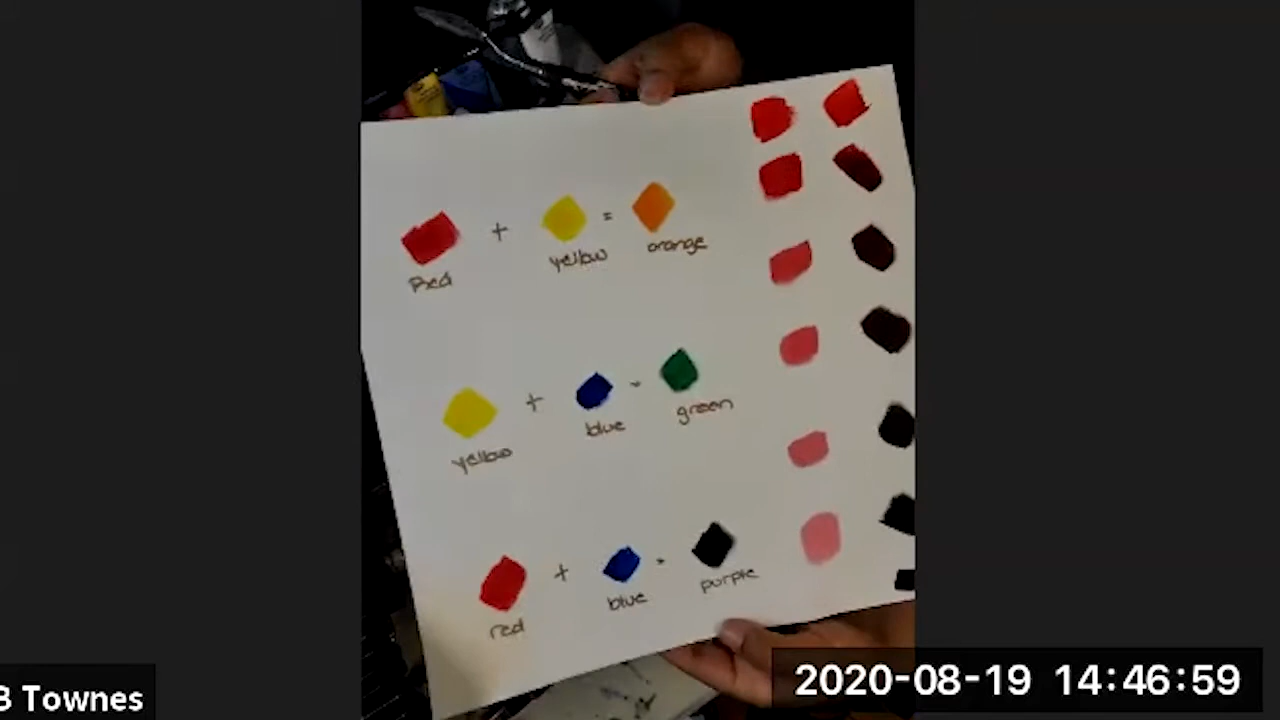 Red + yellow = orange
yellow + blue = green
red + blue = purple
B Townes
2020-08-19 14:46:59